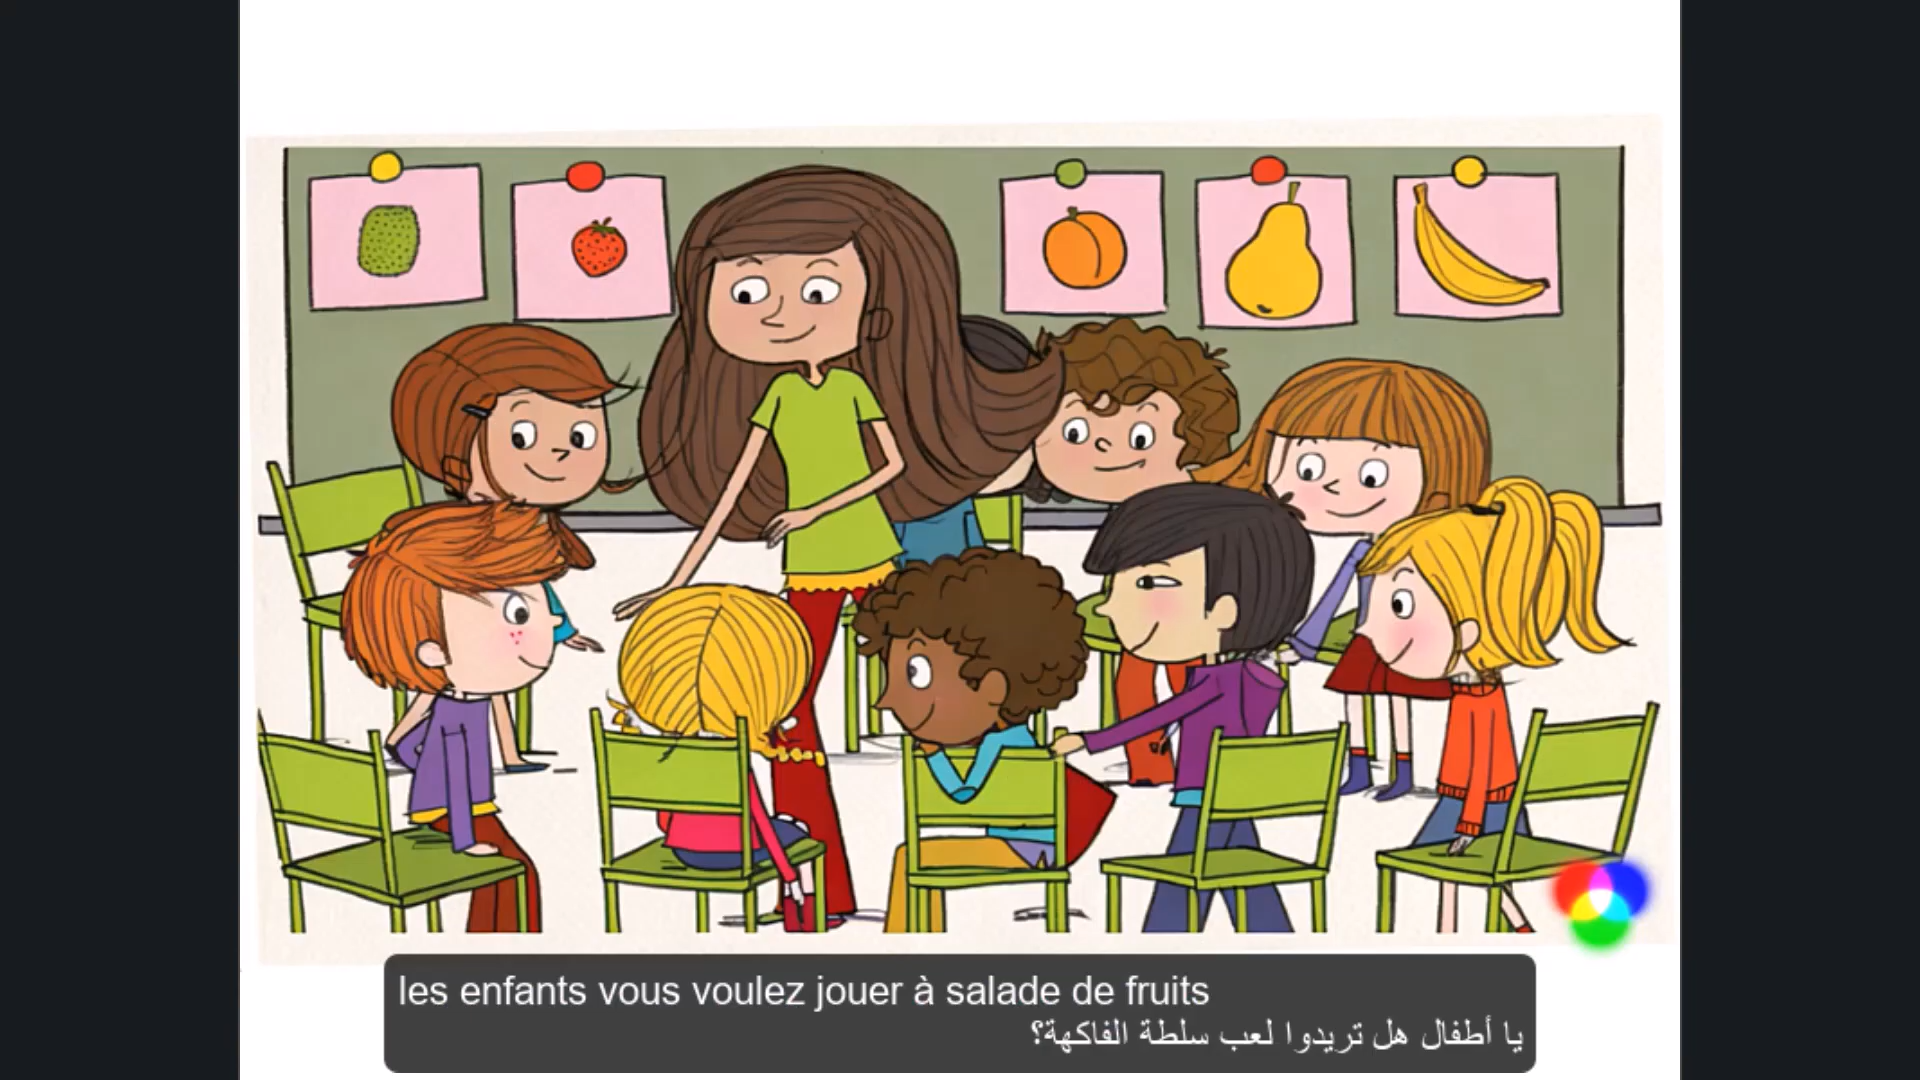 les enfants vous voulez jouer à salade de fruits
يا أطفال هل تريدوا لعب سلطة الفاكهة؟